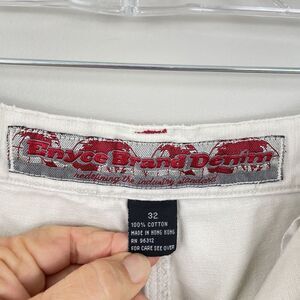 Enyce Brand Denim
redefining the industry standard
32
100% COTTON
MADE IN HONG KONG
RN 96312
FOR CARE SEE OVER